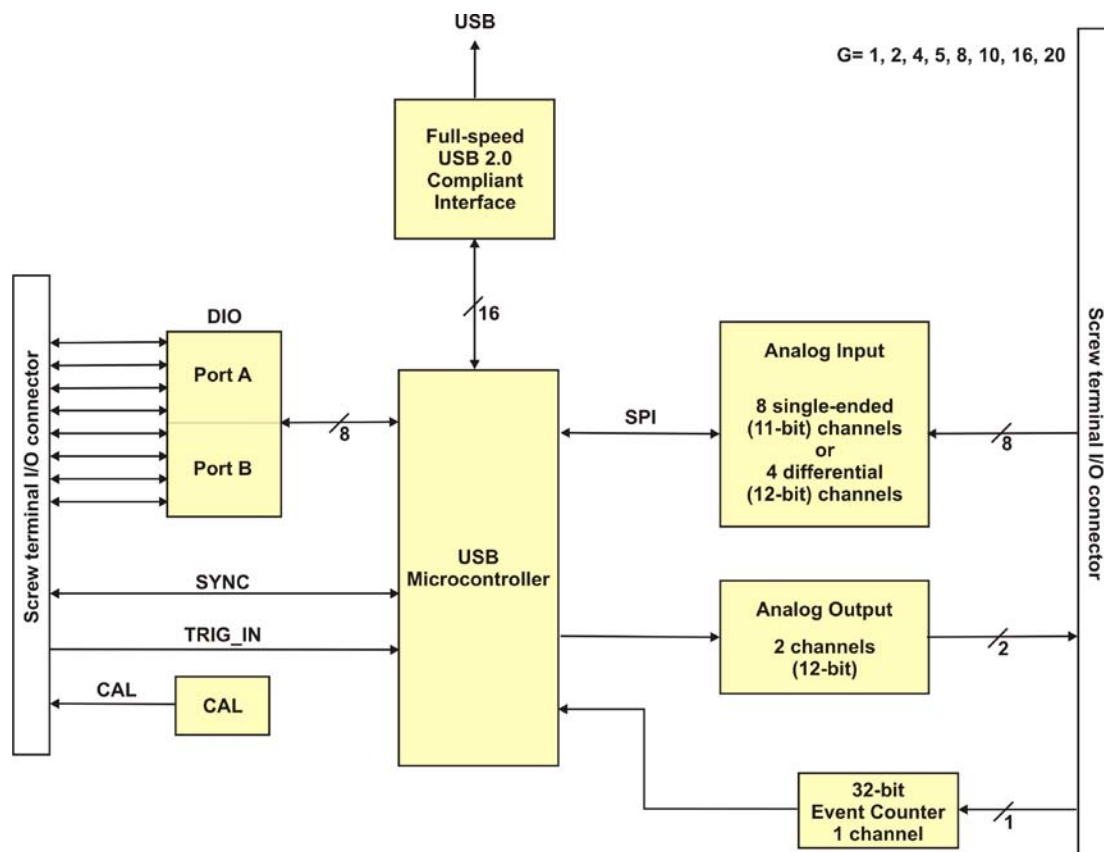 USB
G= 1, 2, 4, 5, 8, 10, 16, 20
Full-speed
USB 2.0
Compliant
Interface
16
DIO
Port A
Port B
8
Screw terminal I/O connector
SYNC
TRIG_IN
CAL
CAL
USB
Microcontroller
SPI
Analog Input
8 single-ended
(11-bit) channels
or
4 differential
(12-bit) channels
8
Screw terminal I/O connector
Analog Output
2 channels
(12-bit)
2
32-bit
Event Counter
1 channel
1